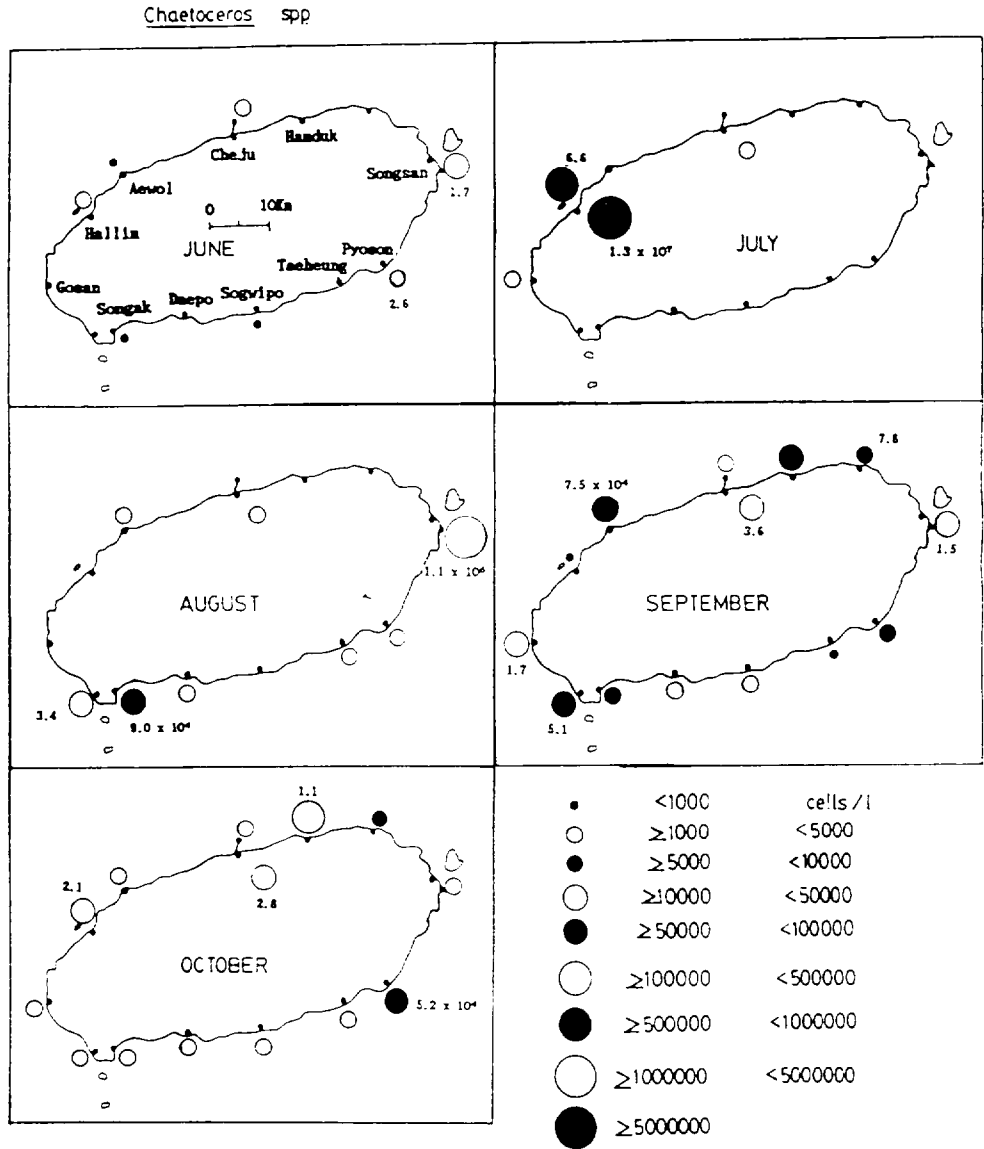 Chaetoceros spp
Cheju
Hamduk
Songsan
1.7
Aewol
0 10Km
Hallim
JUNE
Pyoson
Taeheung
2.6
Gosan
Songak
Daepo
Sogwipo
6.6
1.3 x 10⁷
JULY
AUGUST
1.1 x 10⁶
3.4
9.0 x 10⁴
7.8
7.5 x 10⁴
3.6
1.5
SEPTEMBER
1.7
5.1
1.1
2.1
2.8
OCTOBER
5.2 x 10⁴
<1000 cells/l
≥1000 <5000
≥5000 <10000
≥10000 <50000
≥50000 <100000
≥100000 <500000
≥500000 <1000000
≥1000000 <5000000
≥5000000